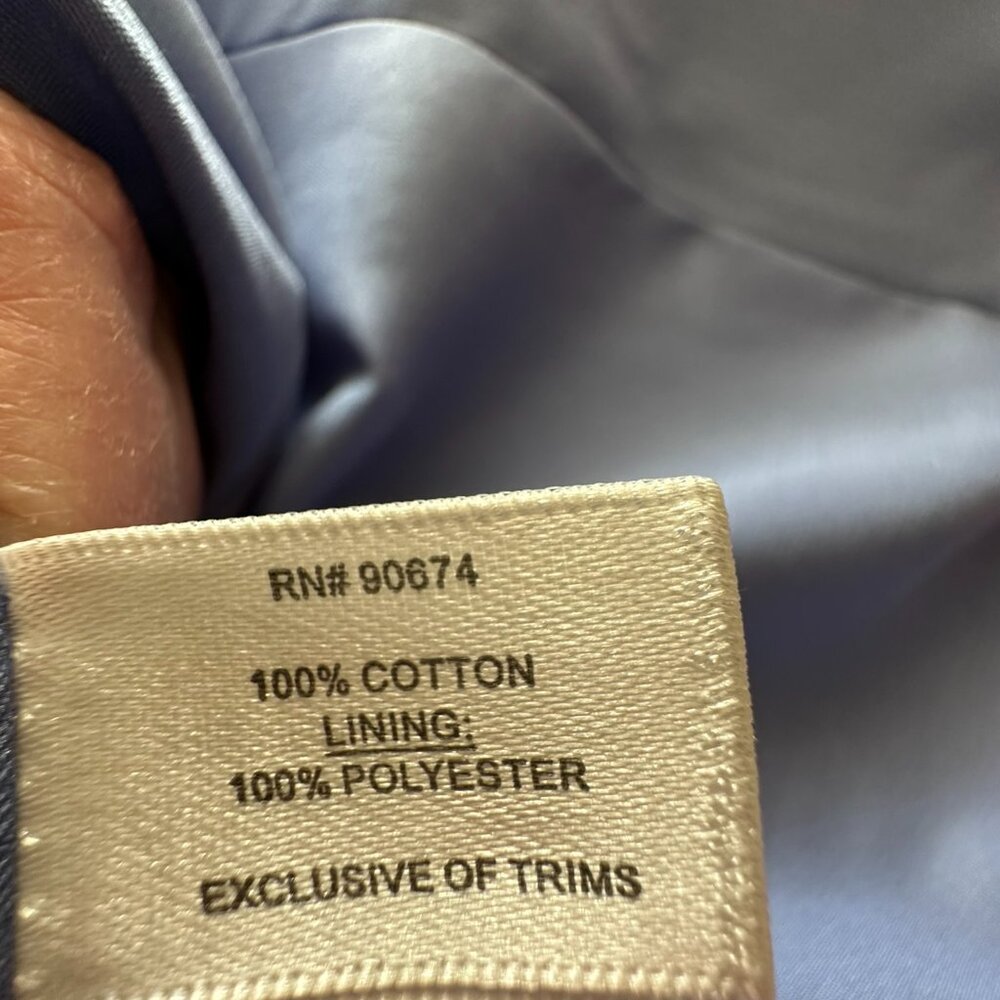 RN# 90674
100% COTTON
LINING:
100% POLYESTER
EXCLUSIVE OF TRIMS